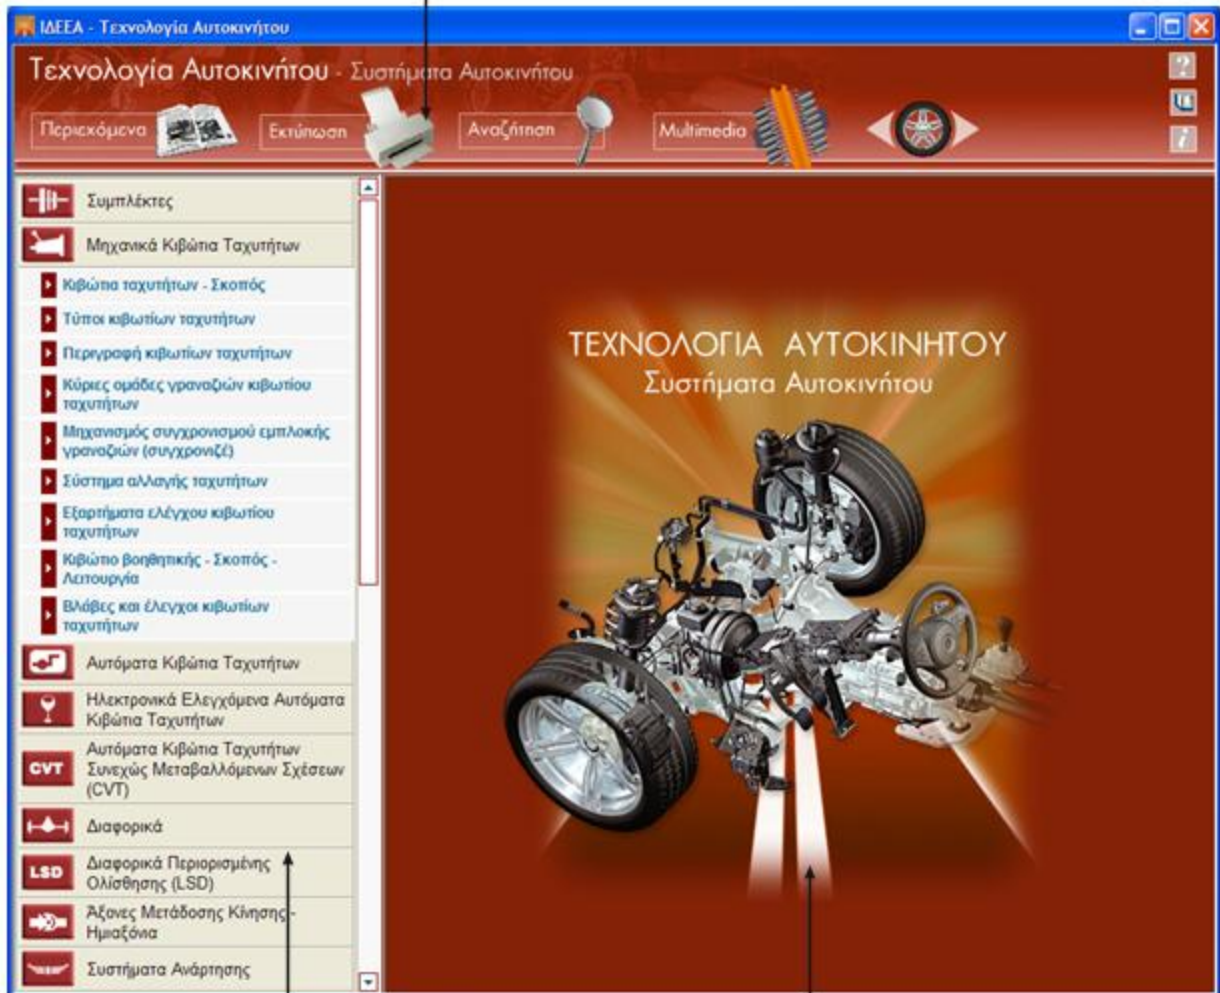 ΙΔΕΕΑ - Τεχνολογία Αυτοκινήτου
Τεχνολογία Αυτοκινήτου - Συστήματα Αυτοκινήτου
?
Περιεχόμενα
Εκτύπωση
Αναζήτηση
Multimedia
i
Συμπλέκτες
Μηχανικά Κιβώτια Ταχυτήτων
Κιβώτια ταχυτήτων - Σκοπός
Τύποι κιβωτίων ταχυτήτων
Περιγραφή κιβωτίων ταχυτήτων
Κύριες ομάδες γραναζιών κιβωτίου
ταχυτήτων
Μηχανισμός συγχρονισμού εμπλοκής
γραναζιών (συγχρονιζέ)
Σύστημα αλλαγής ταχυτήτων
Εξαρτήματα ελέγχου κιβωτίου
ταχυτήτων
Κιβώτιο βοηθητικής - Σκοπός -
Λειτουργία
Βλάβες και έλεγχοι κιβωτίων
ταχυτήτων
Αυτόματα Κιβώτια Ταχυτήτων
Ηλεκτρονικά Ελεγχόμενα Αυτόματα
Κιβώτια Ταχυτήτων
CVT
Αυτόματα Κιβώτια Ταχυτήτων
Συνεχώς Μεταβαλλόμενων Σχέσεων
(CVT)
Διαφορικά
LSD
Διαφορικά Περιορισμένης
Ολίσθησης (LSD)
Άξονες Μετάδοσης Κίνησης -
Ημιαξόνια
Συστήματα Ανάρτησης
ΤΕΧΝΟΛΟΓΙΑ ΑΥΤΟΚΙΝΗΤΟΥ
Συστήματα Αυτοκινήτου